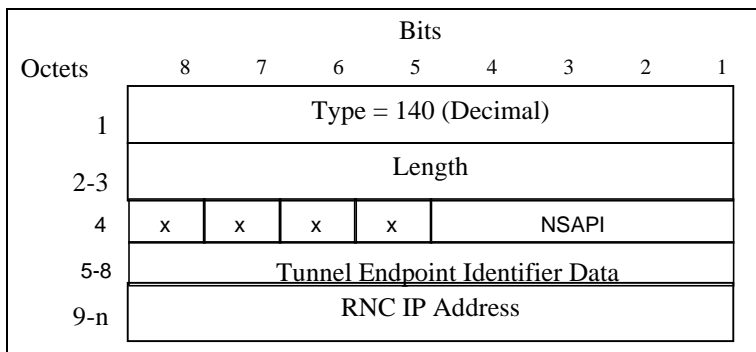 Bits
Octets 8 7 6 5 4 3 2 1
1 Type = 140 (Decimal)
2-3 Length
4 x x x x NSAPI
5-8 Tunnel Endpoint Identifier Data
9-n RNC IP Address